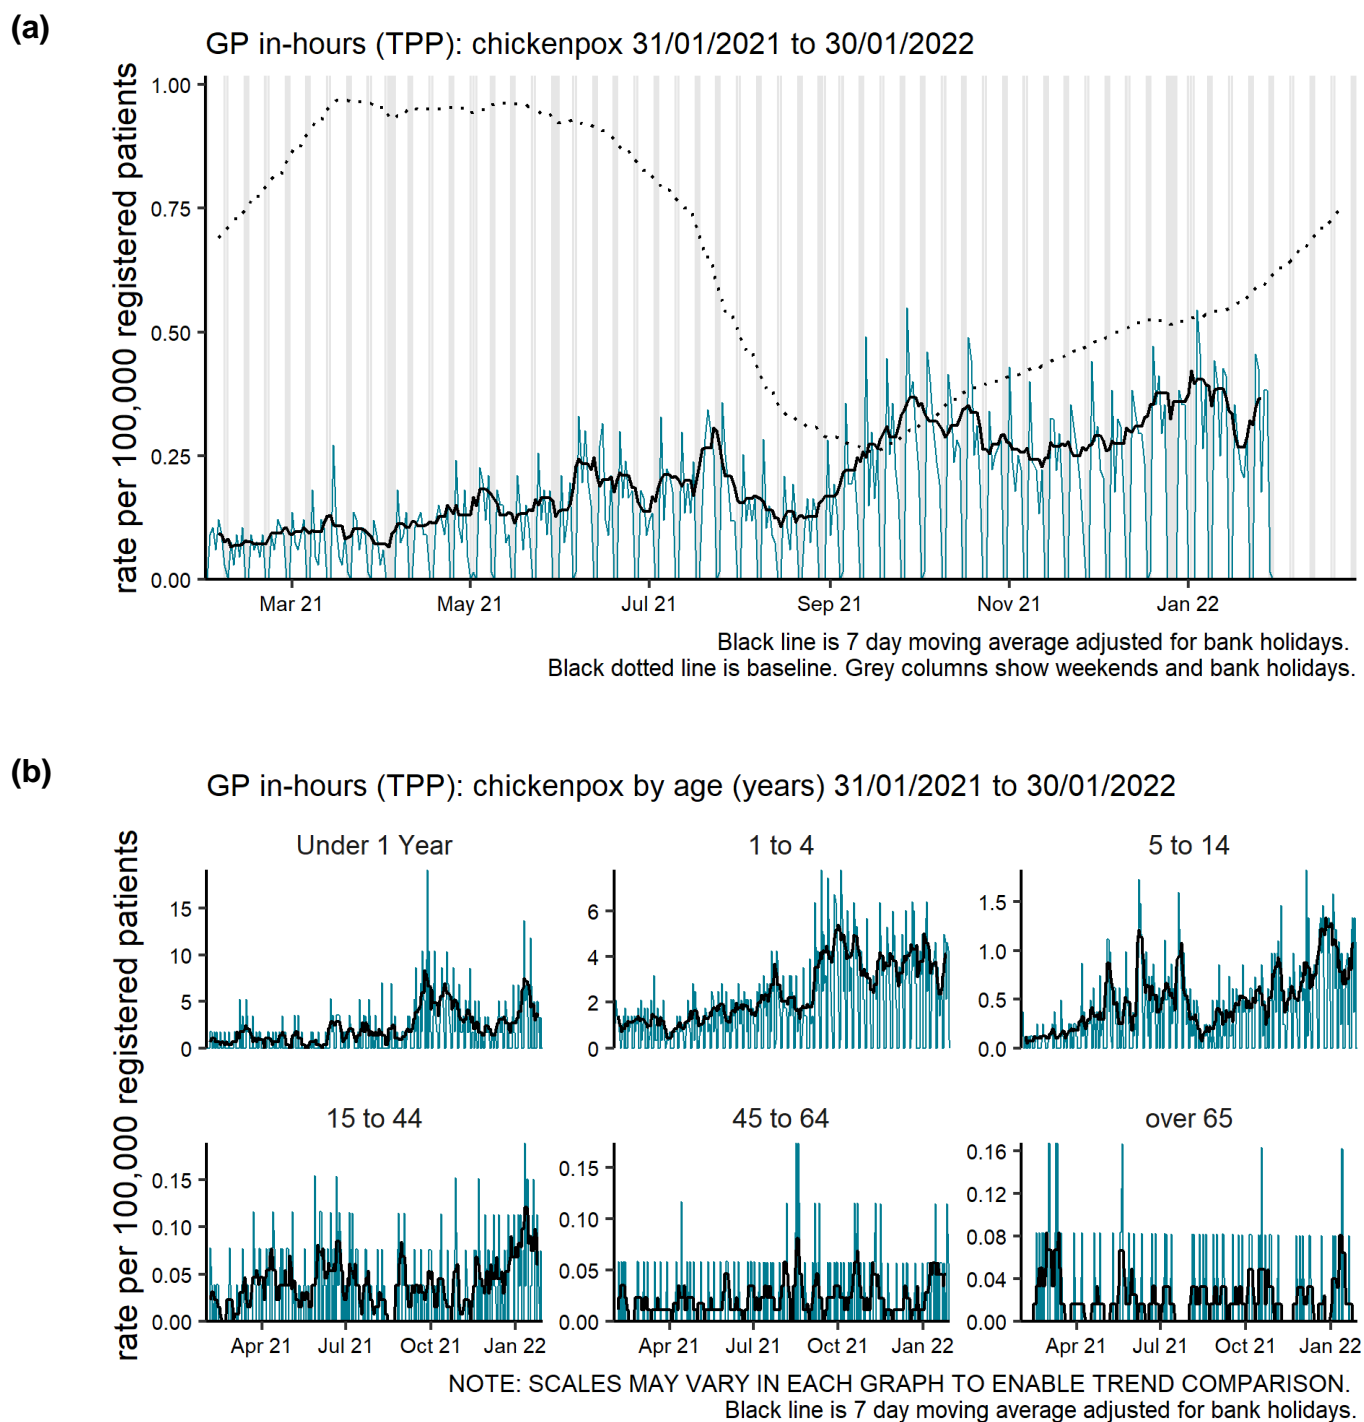 (a)
GP in-hours (TPP): chickenpox 31/01/2021 to 30/01/2022
rate per 100,000 registered patients
1.00
0.75
0.50
0.25
0.00
Mar 21 May 21 Jul 21 Sep 21 Nov 21 Jan 22
Black line is 7 day moving average adjusted for bank holidays.
Black dotted line is baseline. Grey columns show weekends and bank holidays.
(b)
GP in-hours (TPP): chickenpox by age (years) 31/01/2021 to 30/01/2022
rate per 100,000 registered patients
Under 1 Year
15
10
5
0
1 to 4
6
4
2
0
5 to 14
1.5
1.0
0.5
0.0
15 to 44
0.15
0.10
0.05
0.00
Apr 21 Jul 21 Oct 21 Jan 22
45 to 64
0.15
0.10
0.05
0.00
Apr 21 Jul 21 Oct 21 Jan 22
over 65
0.16
0.12
0.08
0.04
0.00
Apr 21 Jul 21 Oct 21 Jan 22
NOTE: SCALES MAY VARY IN EACH GRAPH TO ENABLE TREND COMPARISON.
Black line is 7 day moving average adjusted for bank holidays.